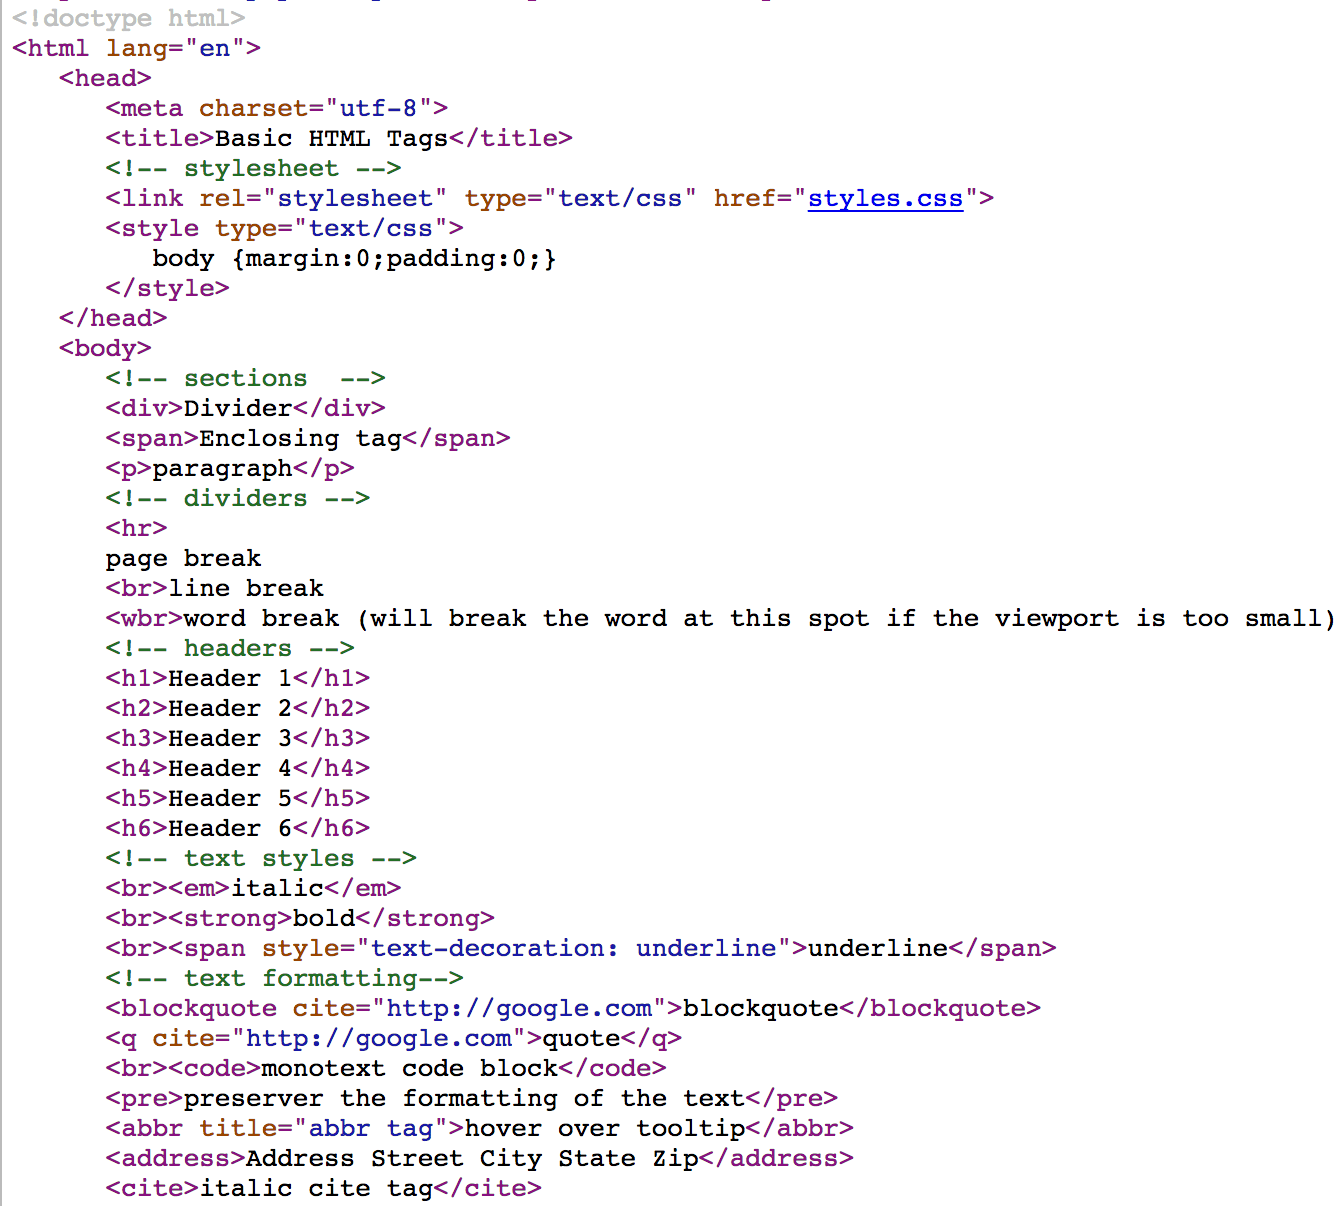 <!doctype html>
<html lang="en">
   <head>
      <meta charset="utf-8">
      <title>Basic HTML Tags</title>
      <!-- stylesheet -->
      <link rel="stylesheet" type="text/css" href="styles.css">
      <style type="text/css">
         body {margin:0;padding:0;}
      </style>
   </head>
   <body>
      <!-- sections  -->
      <div>Divider</div>
      <span>Enclosing tag</span>
      <p>paragraph</p>
      <!-- dividers -->
      <hr>
      page break
      <br>line break
      <wbr>word break (will break the word at this spot if the viewport is too small)
      <!-- headers -->
      <h1>Header 1</h1>
      <h2>Header 2</h2>
      <h3>Header 3</h3>
      <h4>Header 4</h4>
      <h5>Header 5</h5>
      <h6>Header 6</h6>
      <!-- text styles -->
      <br><em>italic</em>
      <br><strong>bold</strong>
      <br><span style="text-decoration: underline">underline</span>
      <!-- text formatting-->
      <blockquote cite="http://google.com">blockquote</blockquote>
      <q cite="http://google.com">quote</q>
      <br><code>monotext code block</code>
      <pre>preserver the formatting of the text</pre>
      <abbr title="abbr tag">hover over tooltip</abbr>
      <address>Address Street City State Zip</address>
      <cite>italic cite tag</cite>